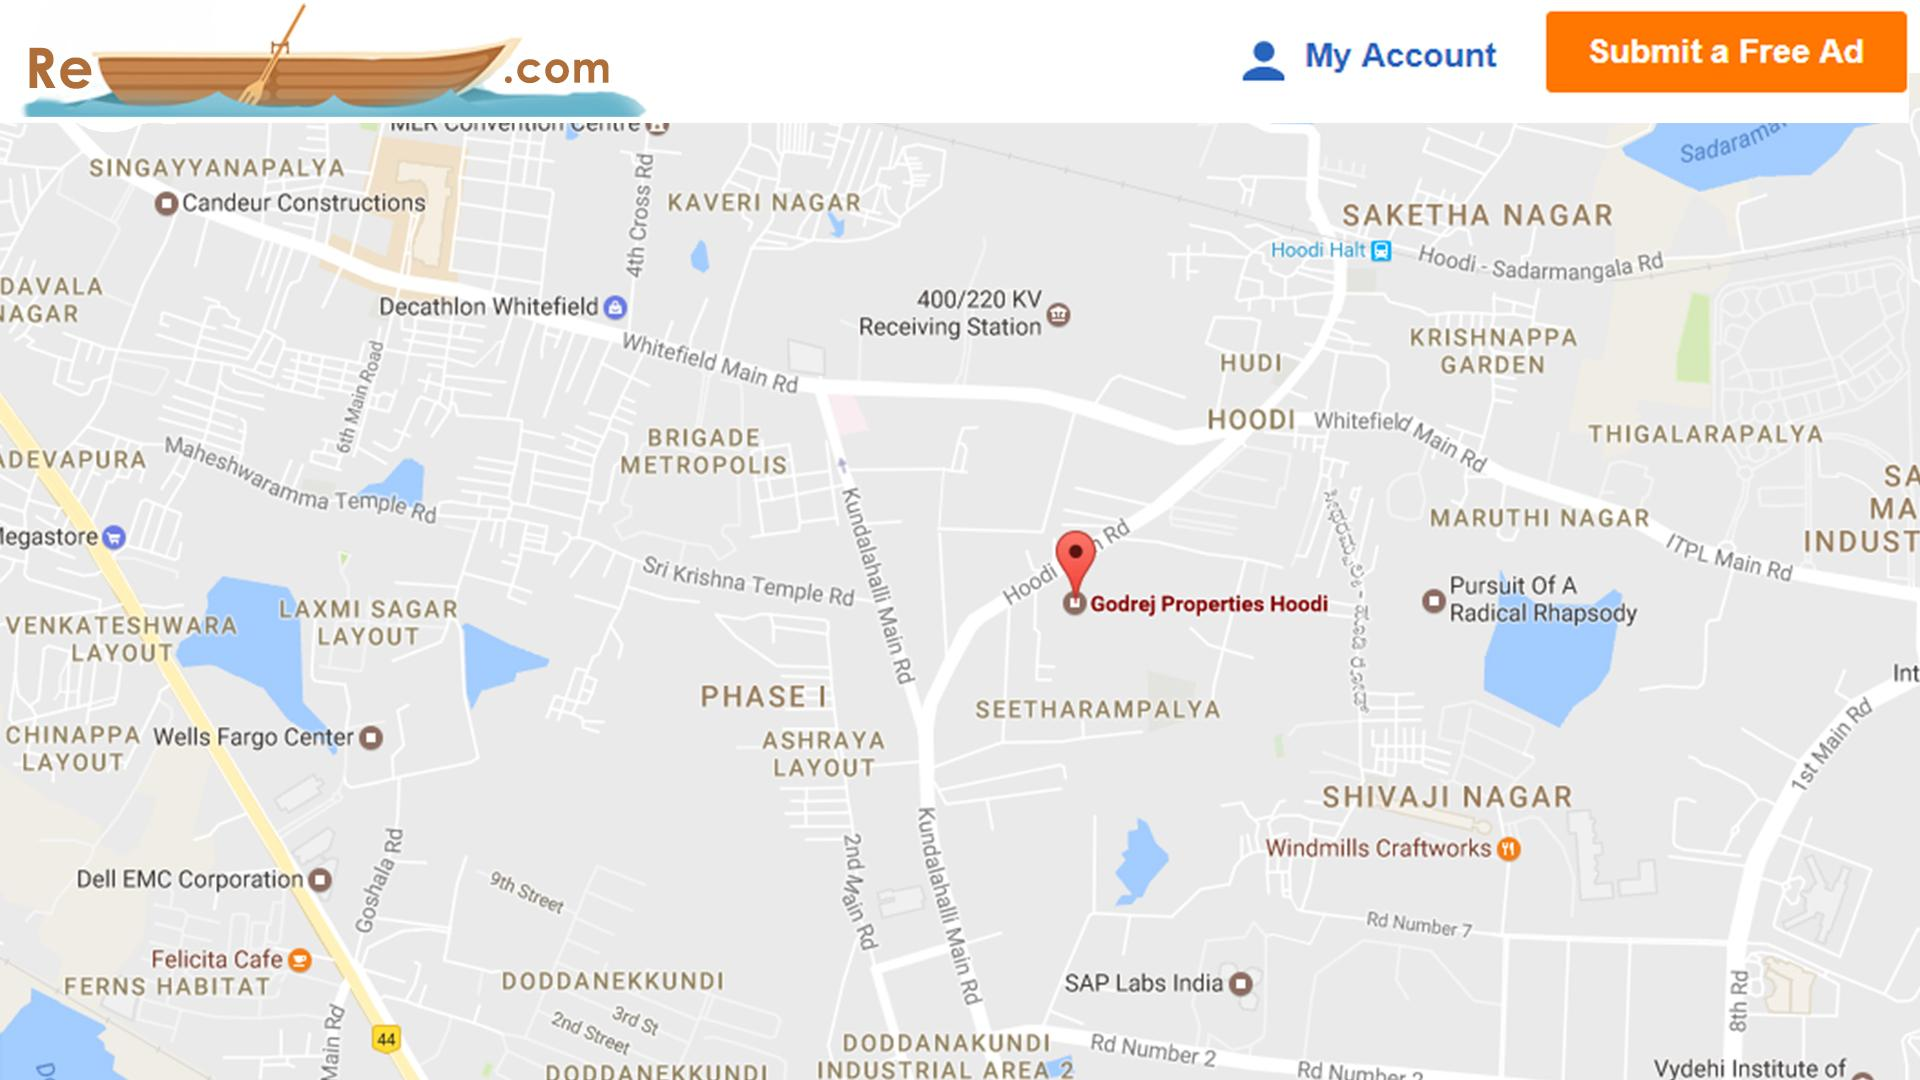 Re
.com
My Account
Submit a Free Ad
MLR Convention Centre
SINGAYYANAPALYA
Candeur Constructions
4th Cross Rd
KAVERI NAGAR
SAKETHA NAGAR
Hoodi Halt
Hoodi - Sadarmangala Rd
DAVALA
NAGAR
Decathlon Whitefield
400/220 KV
Receiving Station
Whitefield Main Rd
6th Main Road
HUDI
KRISHNAPPA
GARDEN
HOODI
Whitefield Main Rd
THIGALARAPALYA
BRIGADE
METROPOLIS
ADEVAPURA
Maheshwaramma Temple Rd
SA
MA
INDUST
MARUTHI NAGAR
Megastore
Kundalahalli Main Rd
ITPL Main Rd
Sri Krishna Temple Rd
Hoodi
n Rd
Godrej Properties Hoodi
Pursuit Of A
Radical Rhapsody
VENKATESHWARA
LAYOUT
LAXMI SAGAR
LAYOUT
Int
PHASE I
SEETHARAMPALYA
CHINAPPA
LAYOUT
Wells Fargo Center
ASHRAYA
LAYOUT
1st Main Rd
SHIVAJI NAGAR
Windmills Craftworks
Goshala Rd
2nd Main Rd
Kundalahalli Main Rd
Dell EMC Corporation
9th Street
Rd Number 7
Felicita Cafe
FERNS HABITAT
DODDANEKKUNDI
SAP Labs India
8th Rd
3rd St
2nd Street
Main Rd
44
DODDANAKUNDI
INDUSTRIAL AREA 2
Rd Number 2
DODDANEKKUNDI
Rd Number 2
Vydehi Institute of